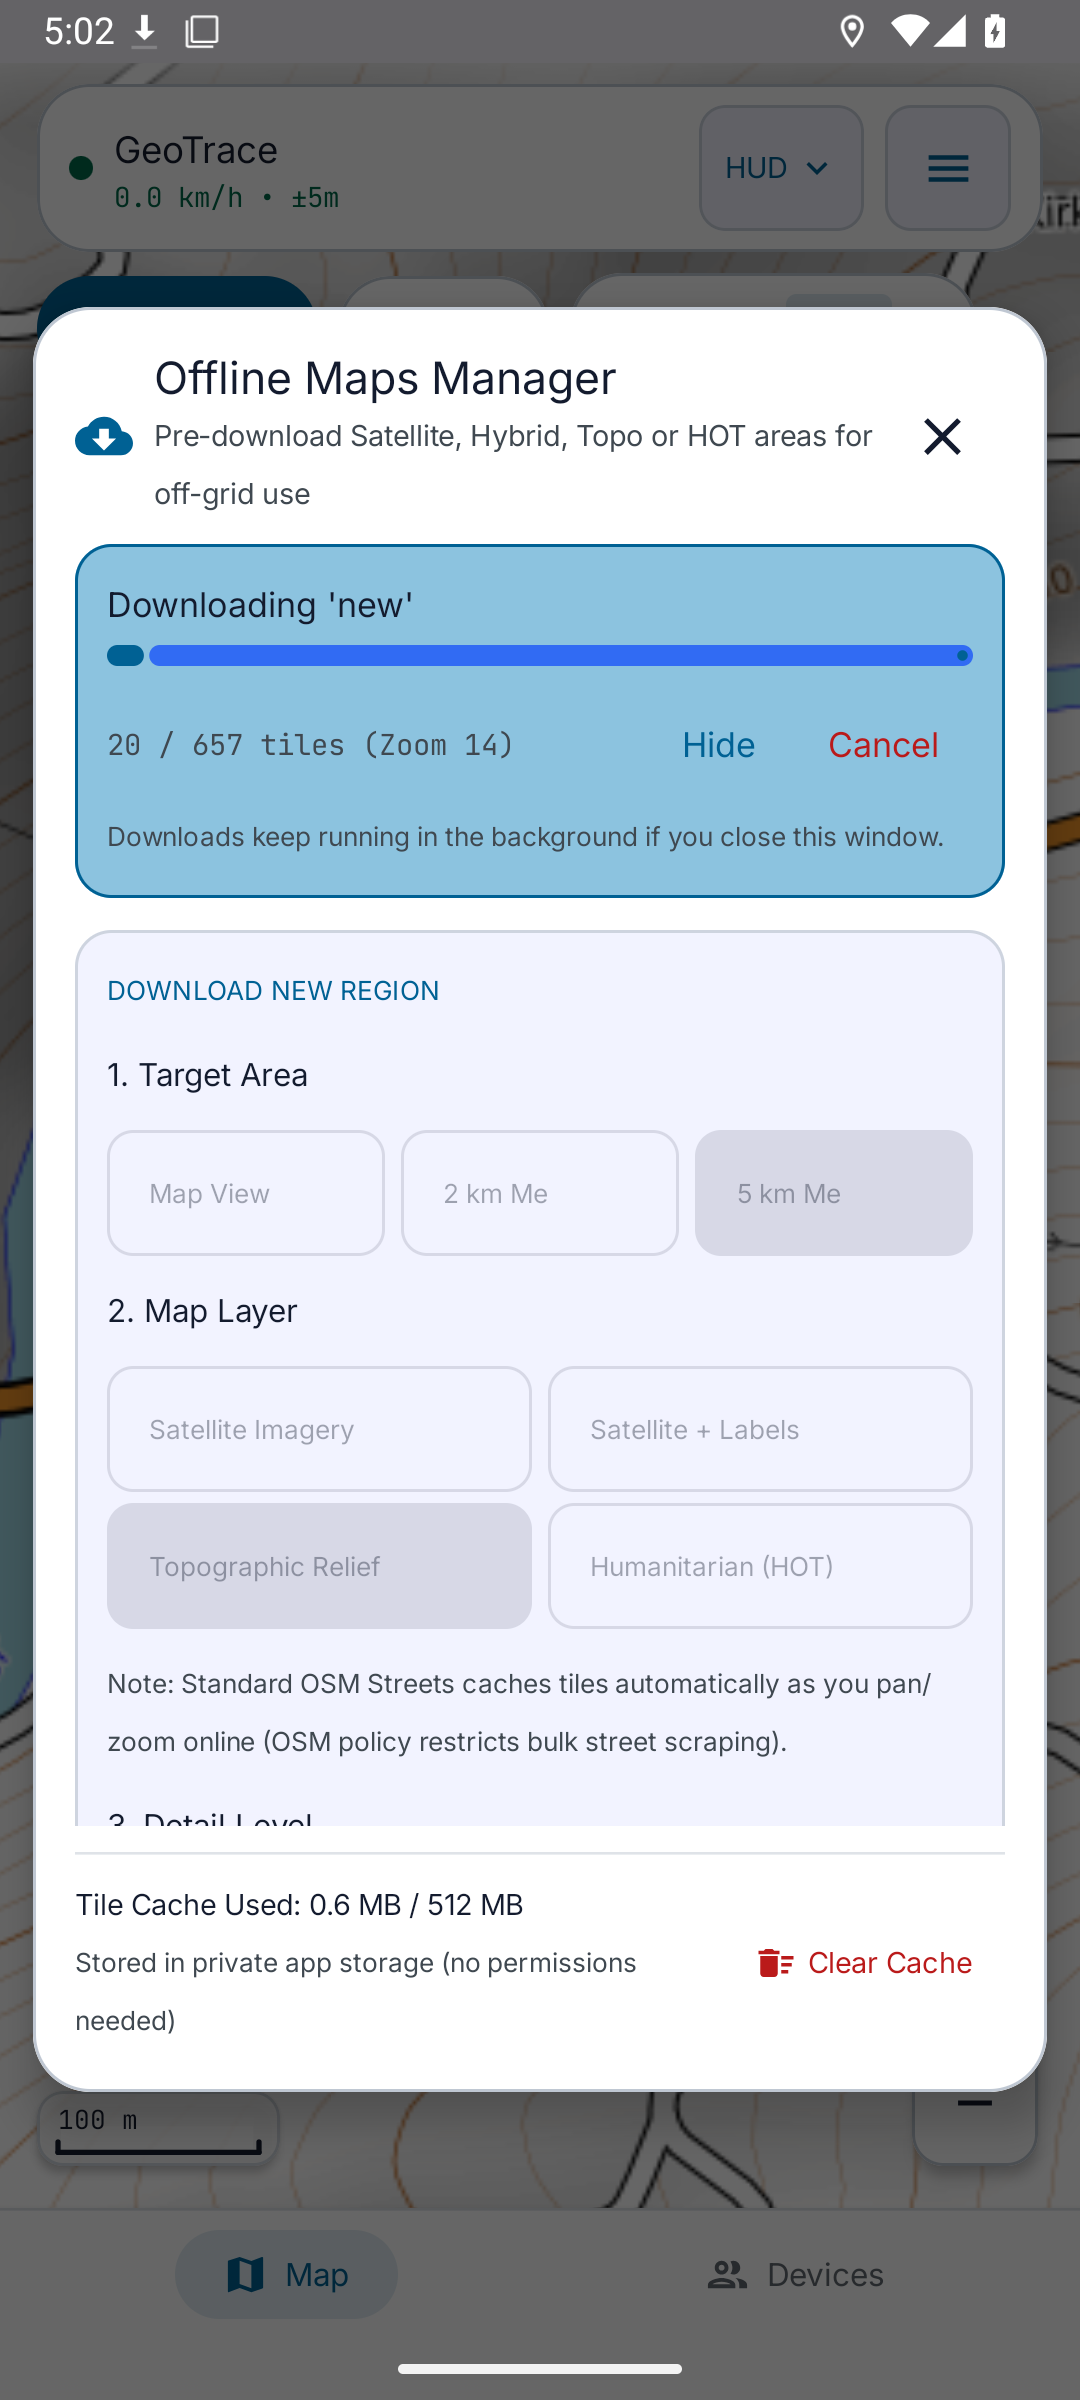 5:02
GeoTrace
0.0 km/h • ±5m
HUD
Offline Maps Manager
Pre-download Satellite, Hybrid, Topo or HOT areas for
off-grid use
Downloading 'new'
20 / 657 tiles (Zoom 14)
Hide
Cancel
Downloads keep running in the background if you close this window.
DOWNLOAD NEW REGION
1. Target Area
Map View
2 km Me
5 km Me
2. Map Layer
Satellite Imagery
Satellite + Labels
Topographic Relief
Humanitarian (HOT)
Note: Standard OSM Streets caches tiles automatically as you pan/
zoom online (OSM policy restricts bulk street scraping).
3. Detail Level
Tile Cache Used: 0.6 MB / 512 MB
Stored in private app storage (no permissions
needed)
Clear Cache
100 m
Map
Devices